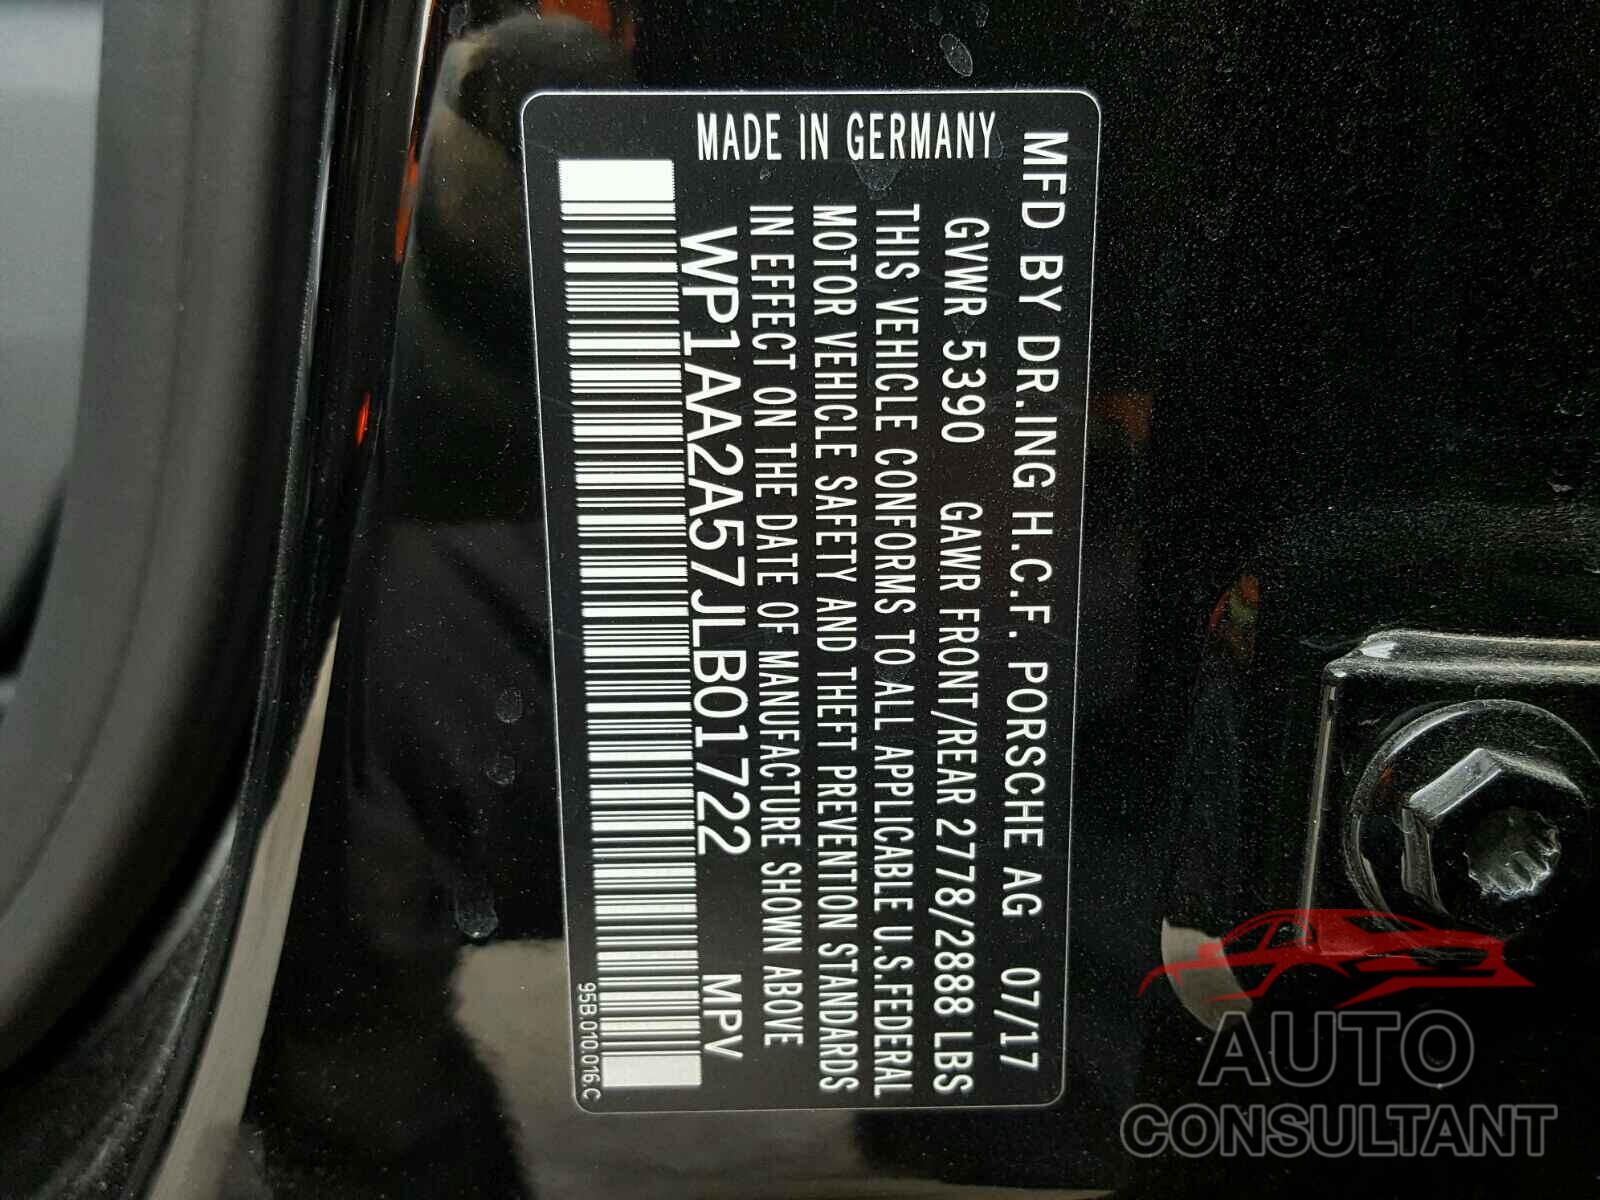 MFD BY DR.ING H.C.F. PORSCHE AG 07/17
GVWR 5390 GAWR FRONT/REAR 2778/2888 LBS
THIS VEHICLE CONFORMS TO ALL APPLICABLE U.S.FEDERAL
MOTOR VEHICLE SAFETY AND THEFT PREVENTION STANDARDS
IN EFFECT ON THE DATE OF MANUFACTURE SHOWN ABOVE
WP1AA2A57JLB01722 MPV
95B.010.016.C
MADE IN GERMANY
AUTO
CONSULTANT